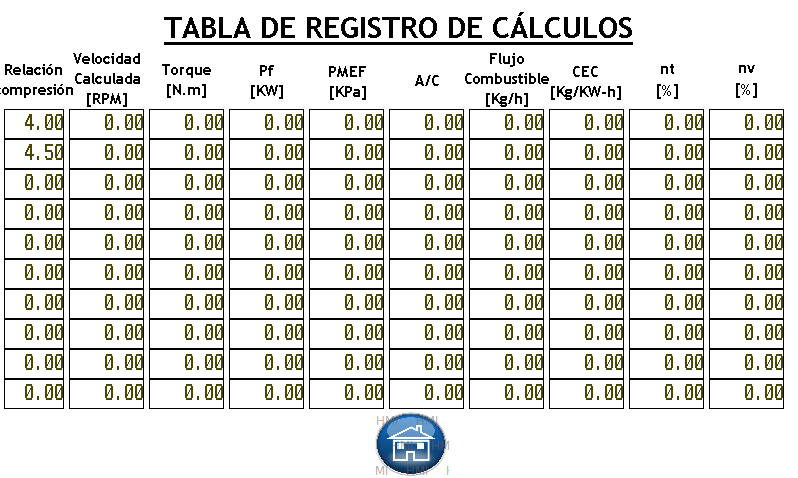 TABLA DE REGISTRO DE CÁLCULOS
Relación compresión Velocidad Calculada [RPM] Torque [N.m] Pf [KW] PMEF [KPa] A/C Flujo Combustible [Kg/h] CEC [Kg/KW-h] nt [%] nv [%]
4.00 0.00 0.00 0.00 0.00 0.00 0.00 0.00 0.00 0.00
4.50 0.00 0.00 0.00 0.00 0.00 0.00 0.00 0.00 0.00
0.00 0.00 0.00 0.00 0.00 0.00 0.00 0.00 0.00 0.00
0.00 0.00 0.00 0.00 0.00 0.00 0.00 0.00 0.00 0.00
0.00 0.00 0.00 0.00 0.00 0.00 0.00 0.00 0.00 0.00
0.00 0.00 0.00 0.00 0.00 0.00 0.00 0.00 0.00 0.00
0.00 0.00 0.00 0.00 0.00 0.00 0.00 0.00 0.00 0.00
0.00 0.00 0.00 0.00 0.00 0.00 0.00 0.00 0.00 0.00
0.00 0.00 0.00 0.00 0.00 0.00 0.00 0.00 0.00 0.00
0.00 0.00 0.00 0.00 0.00 0.00 0.00 0.00 0.00 0.00